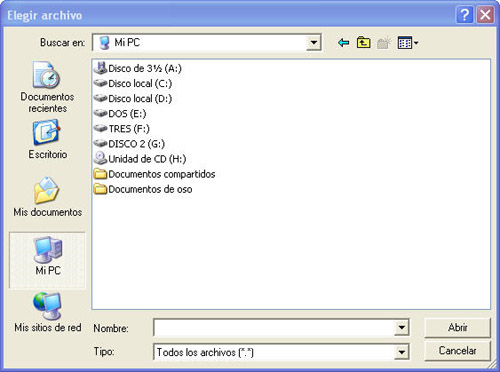 Elegir archivo
Buscar en:
Mi PC
Disco de 3½ (A:)
Disco local (C:)
Disco local (D:)
DOS (E:)
TRES (F:)
DISCO 2 (G:)
Unidad de CD (H:)
Documentos compartidos
Documentos de oso
Documentos
recientes
Escritorio
Mis documentos
Mi PC
Mis sitios de red
Nombre:
Abrir
Tipo:
Todos los archivos (*.*)
Cancelar